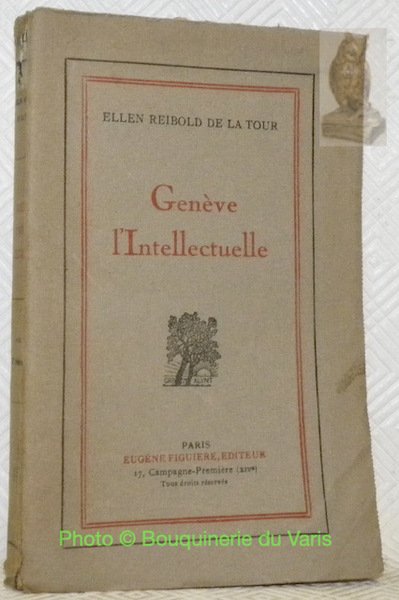 ELLEN REIBOLD DE LA TOUR
Genève
l'Intellectuelle
PARIS
EUGÈNE FIGUIERE, EDITEUR
17, Campagne-Première (XIVe)
Tous droits réservés
Photo © Bouquinerie du Varis